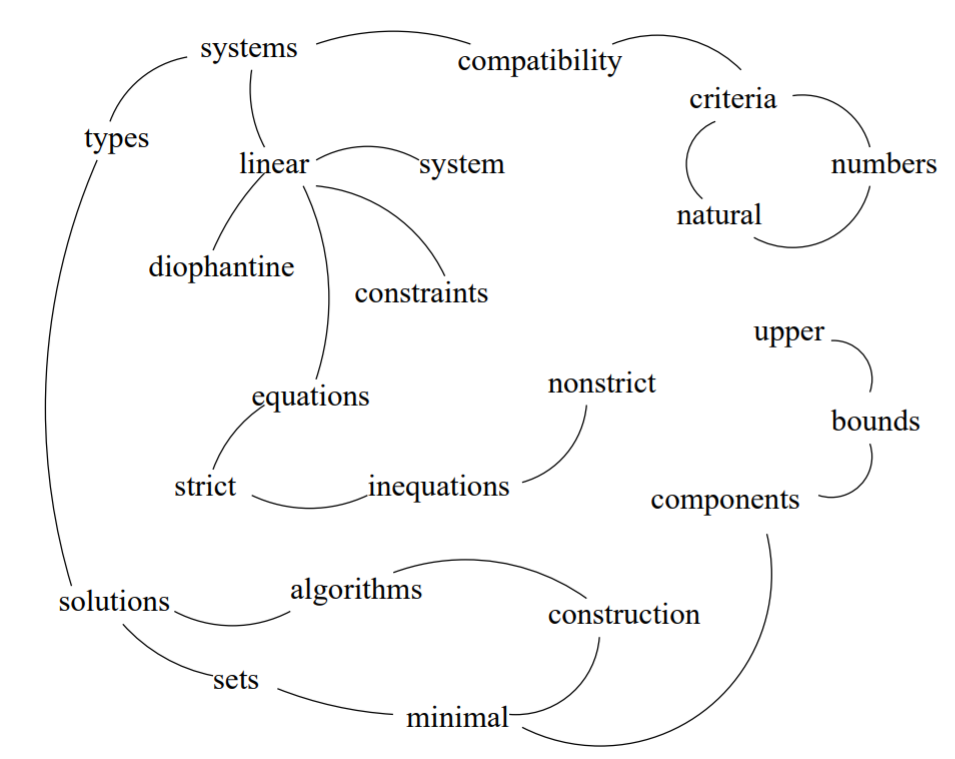 systems
compatibility
criteria
types
linear
system
numbers
natural
diophantine
constraints
upper
nonstrict
equations
bounds
strict
inequations
components
algorithms
solutions
construction
sets
minimal